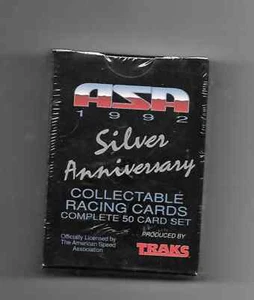 ASA
1992
Silver
Anniversary
COLLECTABLE
RACING CARDS
COMPLETE 50 CARD SET
Officially Licensed by
The American Speed
Association
PRODUCED BY
TRAKS